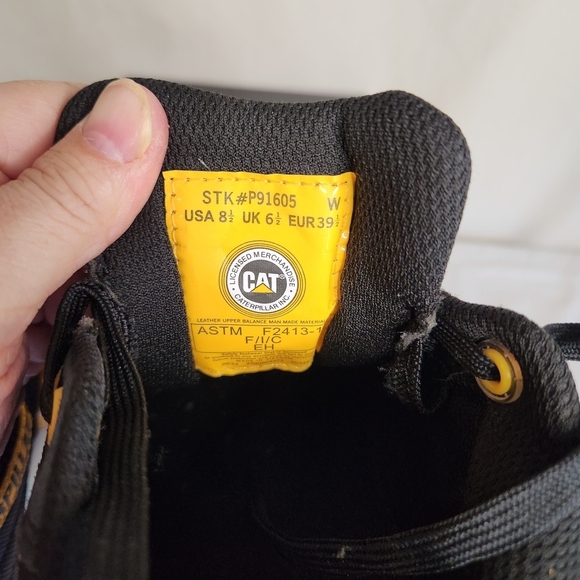 STK#P91605 W
USA 8½ UK 6½ EUR 39½
LICENSED MERCHANDISE
CAT
®
CATERPILLAR INC.
LEATHER UPPER BALANCE MAN MADE MATERIAL
ASTM F2413-1
F/I/C
EH